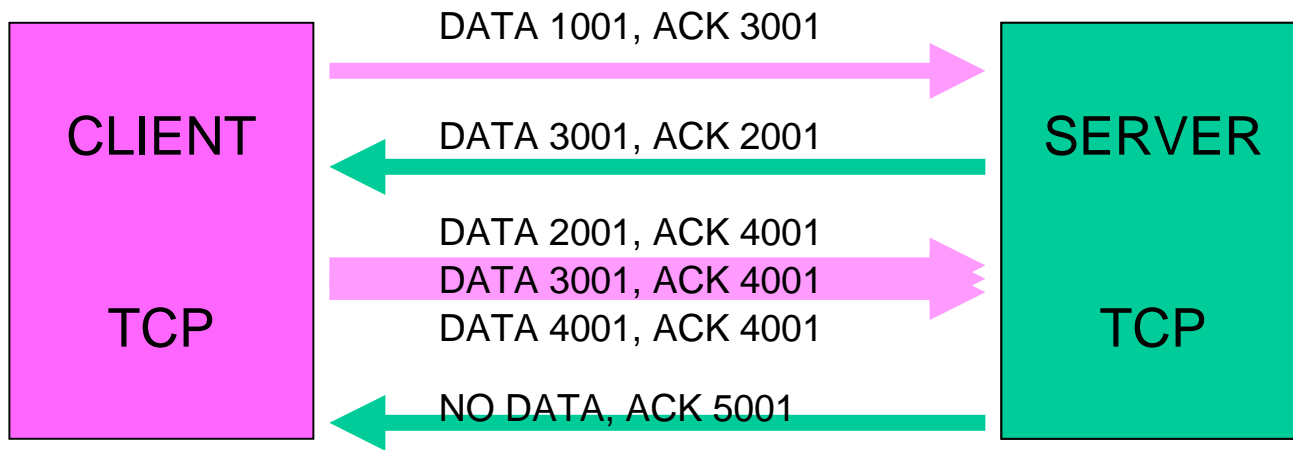 DATA 1001, ACK 3001
CLIENT
DATA 3001, ACK 2001
SERVER
DATA 2001, ACK 4001
DATA 3001, ACK 4001
TCP
DATA 4001, ACK 4001
TCP
NO DATA, ACK 5001